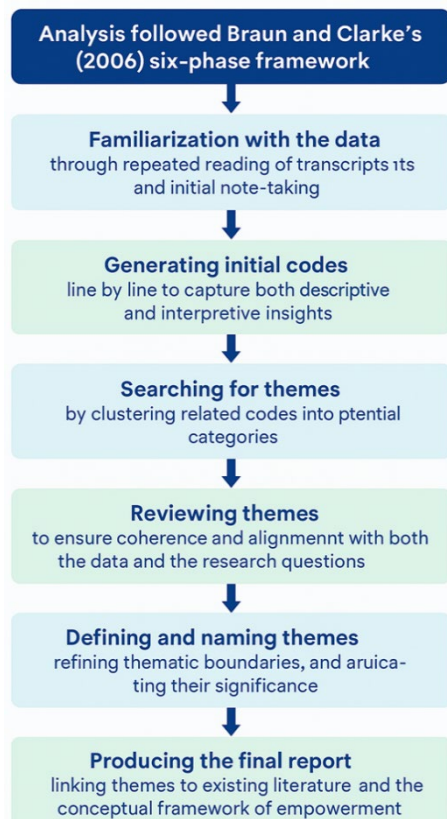 Analysis followed Braun and Clarke's
(2006) six-phase framework
Familiarization with the data
through repeated reading of transcripts ıts
and initial note-taking
Generating initial codes
line by line to capture both descriptive
and interpretive insights
Searching for themes
by clustering related codes into ptential
categories
Reviewing themes
to ensure coherence and alignmennt with both
the data and the research questions
Defining and naming themes
refining thematic boundaries, and aruica-
ting their significance
Producing the final report
linking themes to existing literature and the
conceptual framework of empowerment